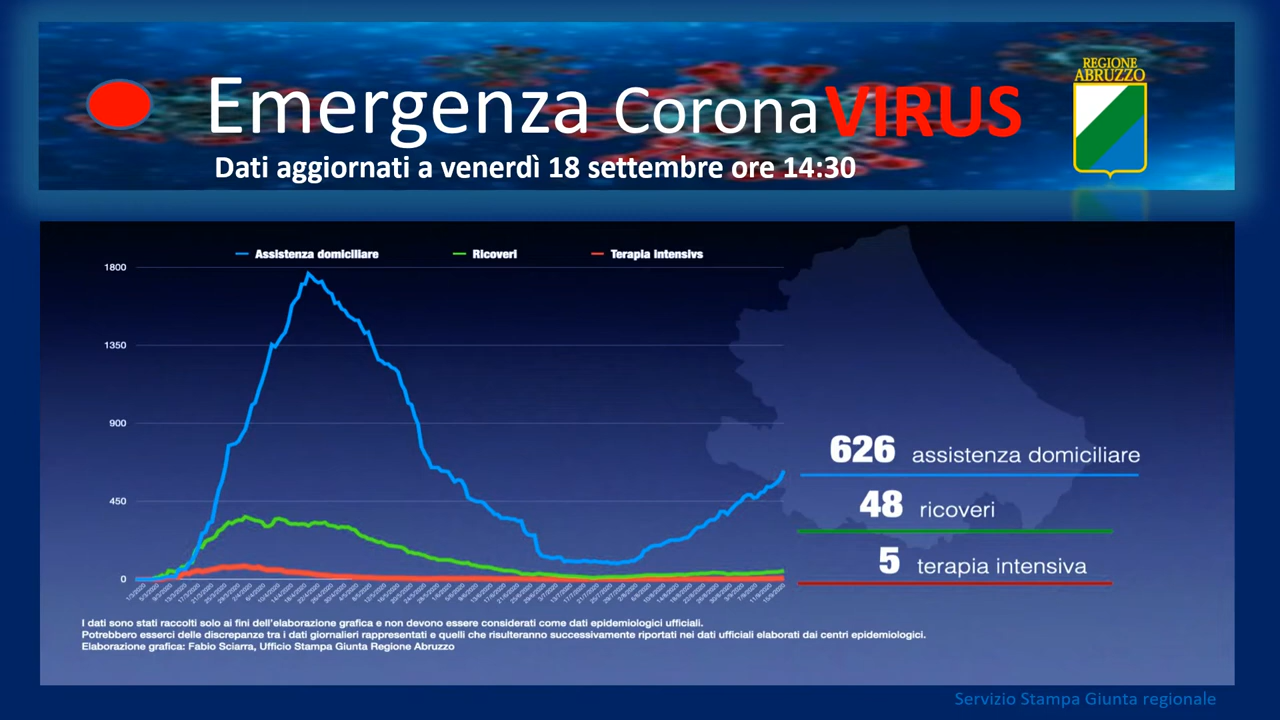 Emergenza CoronaVIRUS
Dati aggiornati a venerdì 18 settembre ore 14:30
REGIONE
ABRUZZO
Assistenza domiciliare
Ricoveri
Terapia intensivs
1800
1350
900
450
0
626 assistenza domiciliare
48 ricoveri
5 terapia intensiva
I dati sono stati raccolti solo ai fini dell'elaborazione grafica e non devono essere considerati come dati epidemiologici ufficiali.
Potrebbero esserci delle discrepanze tra i dati giornalieri rappresentati e quelli che risulteranno successivamente riportati nei dati ufficiali elaborati dai centri epidemiologici.
Elaborazione grafica: Fabio Sciarra, Ufficio Stampa Giunta Regione Abruzzo
Servizio Stampa Giunta regionale